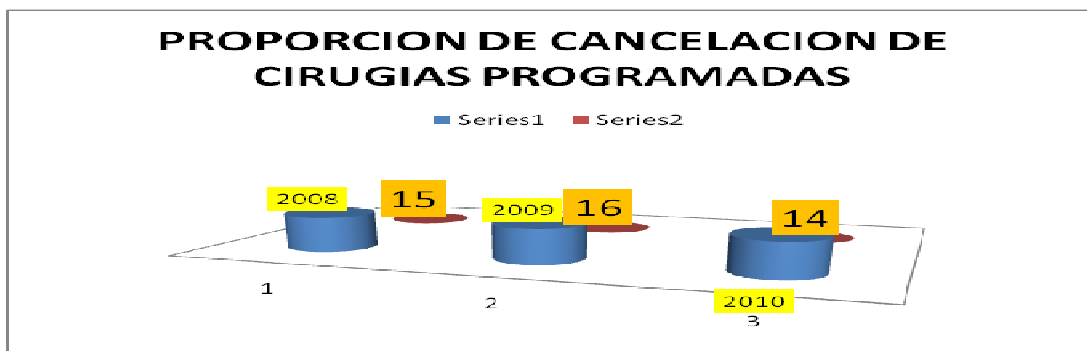 PROPORCION DE CANCELACION DE
CIRUGIAS PROGRAMADAS
Series1 Series2
2008 15 2009 16 14
1 2 2010
3